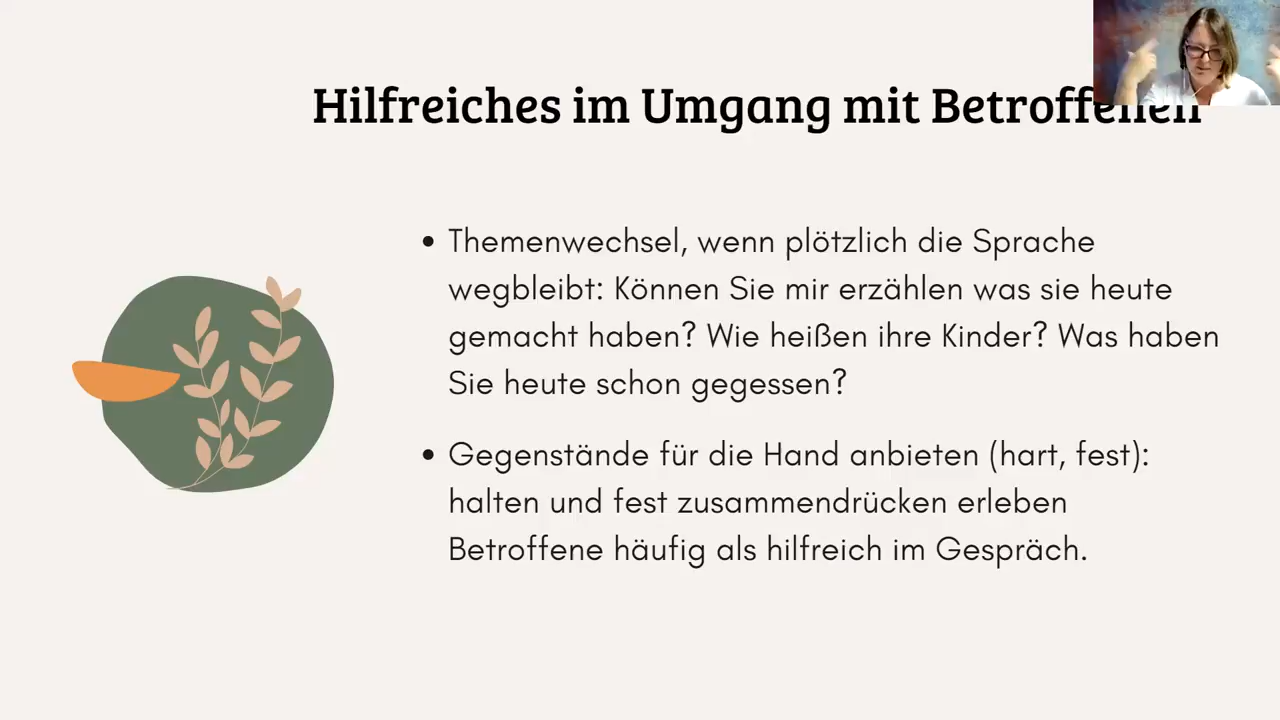 Hilfreiches im Umgang mit Betroffenen
Themenwechsel, wenn plötzlich die Sprache
wegbleibt: Können Sie mir erzählen was sie heute
gemacht haben? Wie heißen ihre Kinder? Was haben
Sie heute schon gegessen?
Gegenstände für die Hand anbieten (hart, fest):
halten und fest zusammendrücken erleben
Betroffene häufig als hilfreich im Gespräch.